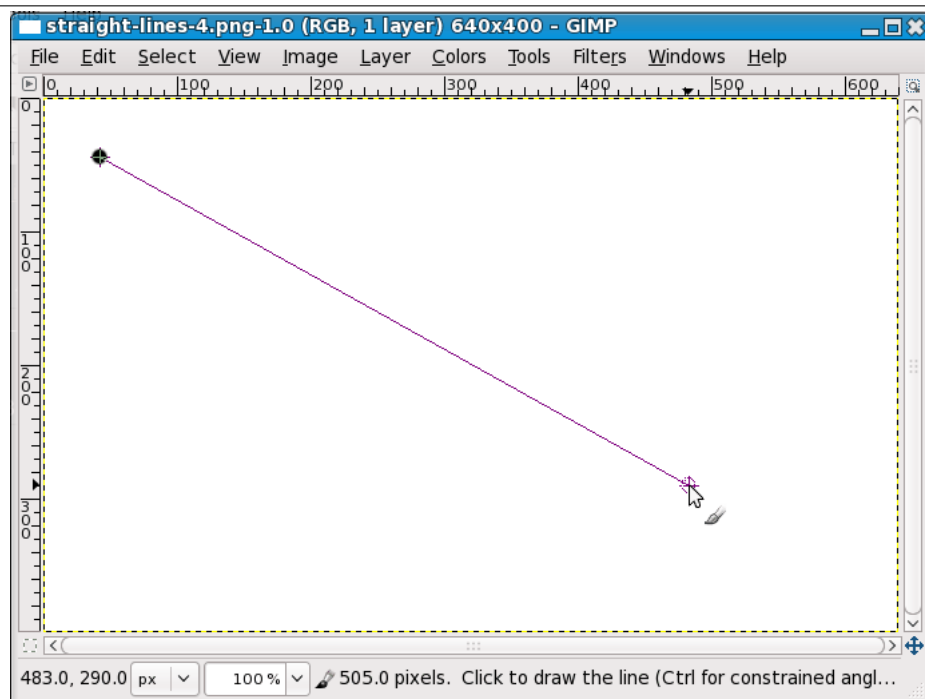 straight-lines-4.png-1.0 (RGB, 1 layer) 640x400 – GIMP
File Edit Select View Image Layer Colors Tools Filters Windows Help
0 100 200 300 400 500 600
0
100
200
300
483.0, 290.0 px 100 % 505.0 pixels. Click to draw the line (Ctrl for constrained angl...